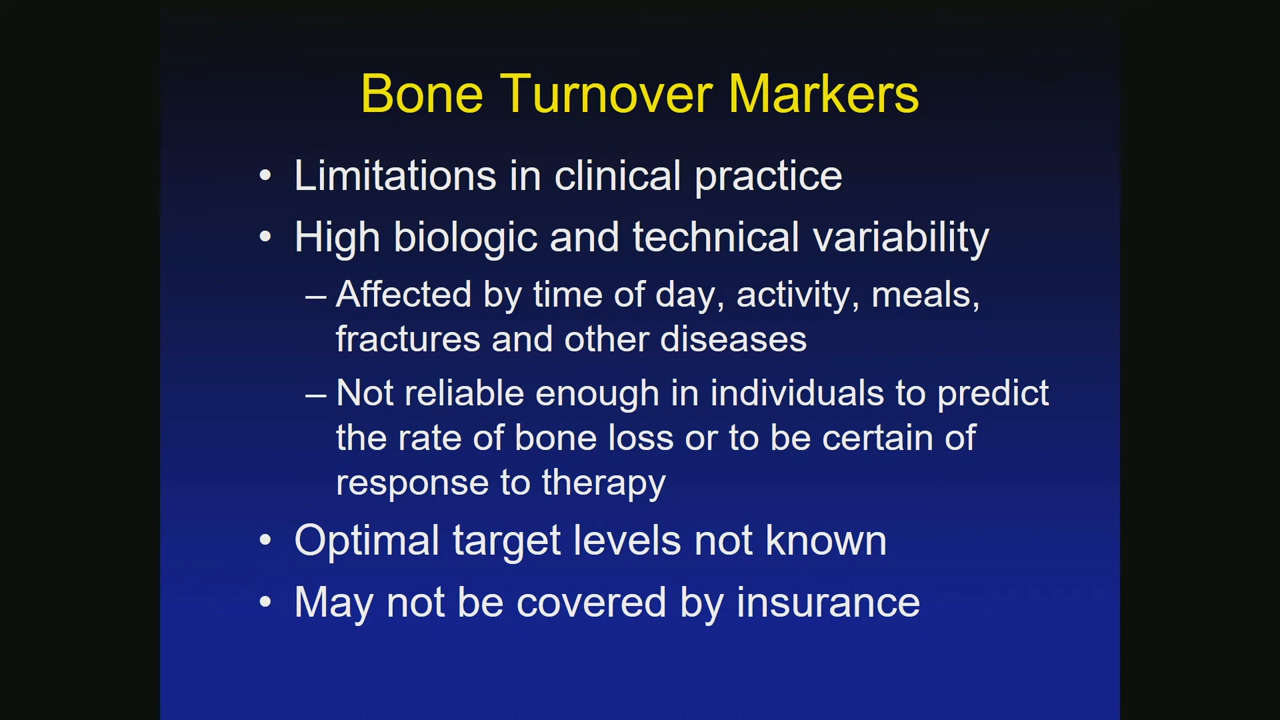 Bone Turnover Markers
• Limitations in clinical practice
• High biologic and technical variability
– Affected by time of day, activity, meals,
fractures and other diseases
– Not reliable enough in individuals to predict
the rate of bone loss or to be certain of
response to therapy
• Optimal target levels not known
• May not be covered by insurance